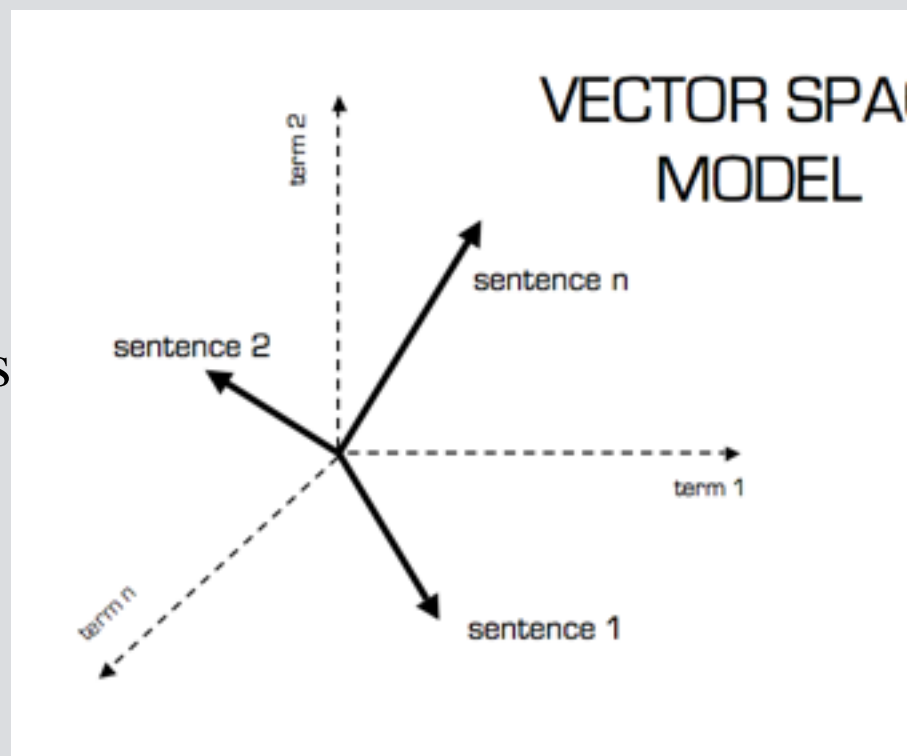 VECTOR SPA
MODEL
term 2
sentence n
sentence 2
s
term 1
term n
sentence 1